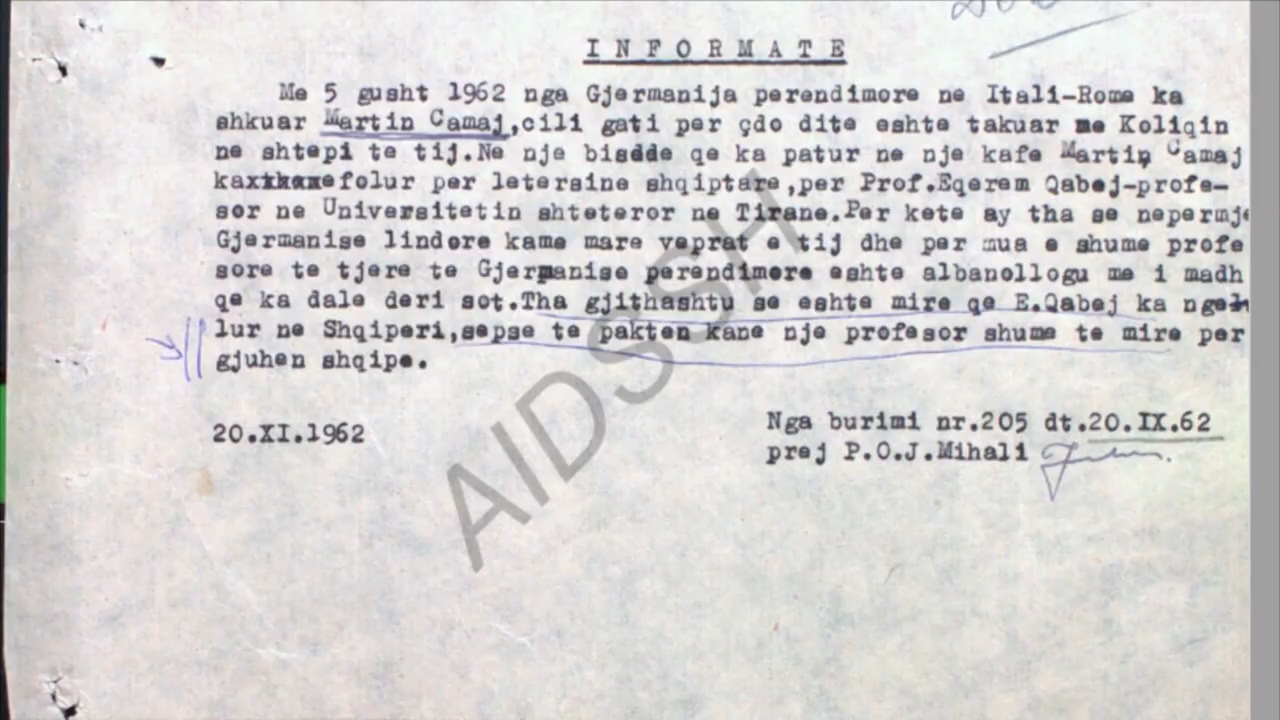 I N F O R M A T E
Me 5 gusht 1962 nga Gjermanija perendimore ne Itali-Rome ka
shkuar Martin Camaj,cili gati per çdo dite eshte takuar me Koliqin
ne shtepi te tij.Ne nje bisdde qe ka patur ne nje kafe Martin Camaj
ka folur per letersine shqiptare,per Prof.Eqerem Qabej-profe-
sor ne Universitetin shteteror ne Tirane.Per kete ay tha se nepermje
Gjermanise lindore kame mare veprat e tij dhe per mua e shume profe
sore te tjere te Gjermanise perendimore eshte albanollogu me i madh
qe ka dale deri sot.Tha gjithashtu se eshte mire qe E.Qabej ka nge
lur ne Shqiperi,sepse te pakten kane nje profesor shume te mire per
gjuhen shqipe.
20.XI.1962
Nga burimi nr.205 dt.20.IX.62
prej P.O.J.Mihali
AIDSSH